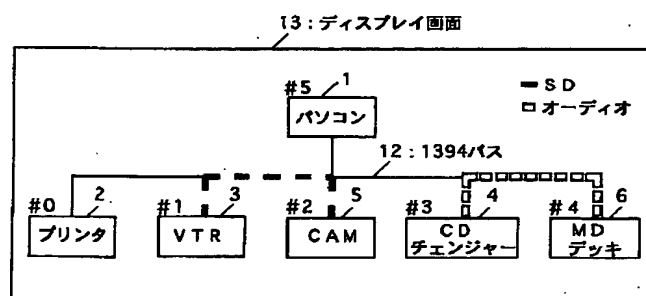 13:ディスプレイ画面
#5 1
パソコン
SD
オーディオ
12:1394バス
#0 2
プリンタ
#1 3
VTR
#2 5
CAM
#3 4
CD
チェンジャー
#4 6
MD
デッキ